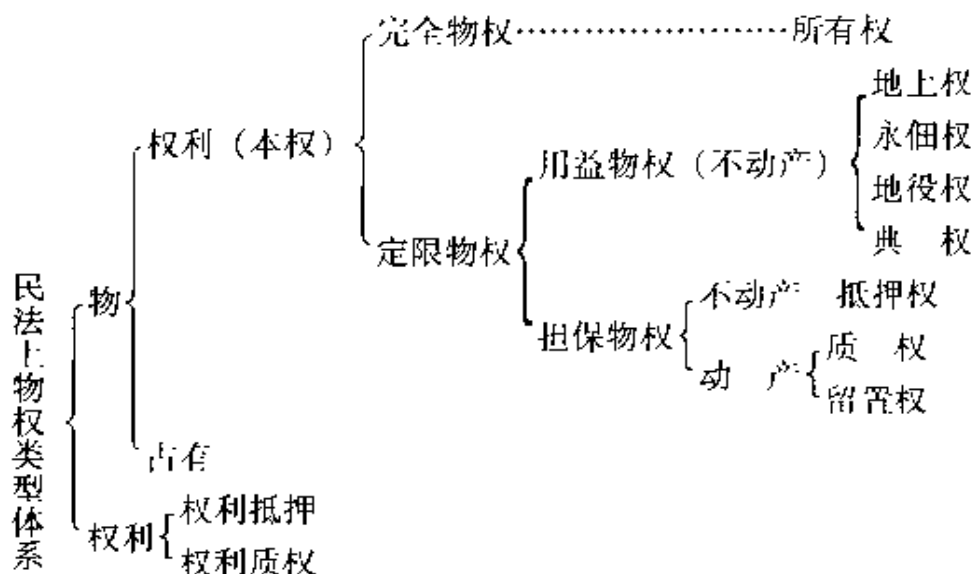 完全物权 所有权
地上权
权利（本权）
永佃权
用益物权（不动产）
地役权
定限物权
典 权
民法上物权类型体系
物
不动产 抵押权
担保物权
质 权
动 产
留置权
占有
权利抵押
权利
权利质权